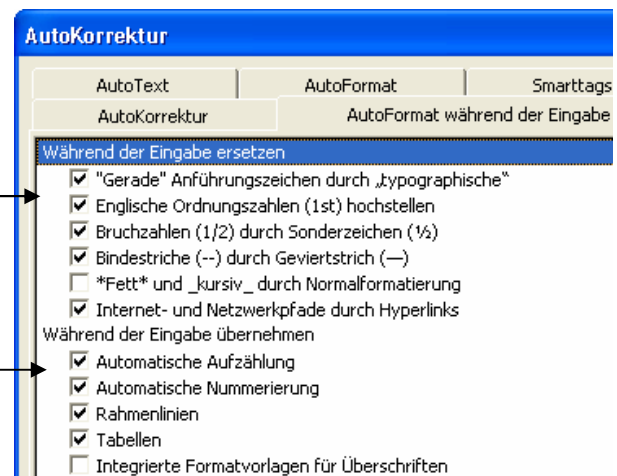 AutoKorrektur
AutoText AutoFormat Smarttags
AutoKorrektur AutoFormat während der Eingabe
Während der Eingabe ersetzen
"Gerade" Anführungszeichen durch „typographische“
Englische Ordnungszahlen (1st) hochstellen
Bruchzahlen (1/2) durch Sonderzeichen (½)
Bindestriche (--) durch Geviertstrich (—)
*Fett* und _kursiv_ durch Normalformatierung
Internet- und Netzwerkpfade durch Hyperlinks
Während der Eingabe übernehmen
Automatische Aufzählung
Automatische Nummerierung
Rahmenlinien
Tabellen
Integrierte Formatvorlagen für Überschriften